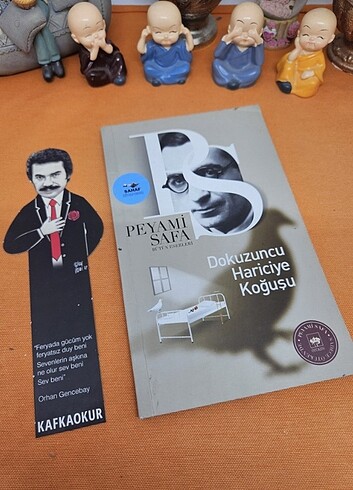 PS
SAHAF
PEYAMİ
SAFA
BÜTÜN ESERLERİ
Dokuzuncu
Hariciye
Koğuşu
"Feryada gücüm yok
feryatsız duy beni
Sevenlerin aşkına
ne olur sev beni
Sev beni"
Orhan Gencebay
KAFKAOKUR